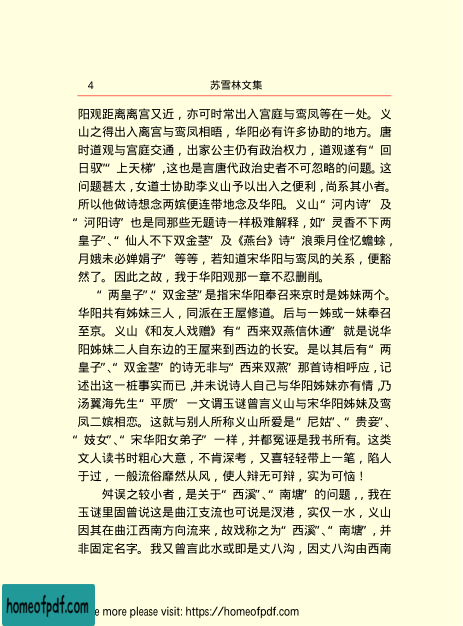 4 苏雪林文集
阳观距离离宫又近，亦可时常出入宫庭与鸾凤等在一处。义
山之得出入离宫与鸾凤相晤，华阳必有许多协助的地方。唐
时道观与宫庭交通，出家公主仍有政治权力，道观遂有“回
日驭”“上天梯”,这也是言唐代政治史者不可忽略的问题。这
问题甚太，女道士协助李义山予以出入之便利，尚系其小者。
所以他做诗想念两嫔便连带地念及华阳。义山“河内诗”及
“河阳诗”也是同那些无题诗一样极难解释，如“灵香不下两
皇子”、“仙人不下双金茎”及《燕台》诗“浪乘月佺忆蟾蜍，
月娥未必婵娟子”等等，若知道宋华阳与鸾凤的关系，便豁
然了。因此之故，我于华阳观那一章不忍删削。
“两皇子”、“双金茎”是指宋华阳奉召来京时是姊妹两个。
华阳共有姊妹三人，同派在王屋修道。后与一姊或一妹奉召
至京。义山《和友人戏赠》有“西来双燕信休通”就是说华
阳姊妹二人自东边的王屋来到西边的长安。是以其后有“两
皇子”、“双金茎”的诗无非与“西来双燕”那首诗相呼应，记
述出这一桩事实而已,并未说诗人自己与华阳姊妹亦有情,乃
汤翼海先生“平质”一文谓玉谜曾言义山与宋华阳姊妹及鸾
凤二嫔相恋。这就与别人所称义山所爱是“尼姑”、“贵妾”、
“妓女”、“宋华阳女弟子”一样，并都冤诬是我书所有。这类
文人读书时粗心大意，不肯深考，又喜轻轻带上一笔，陷人
于过，一般流俗靡然从风，使人辩无可辩，实为可恼！
舛误之较小者，是关于“西溪”、“南塘”的问题，，我在
玉谜里固曾说这是曲江支流也可说是汊港，实仅一水，义山
因其在曲江西南方向流来，故戏称之为“西溪”、“南塘”，并
非固定名字。我又曾言此水或即是丈八沟，因丈八沟由西南
homeofpdf.com
e more please visit: https://homeofpdf.com